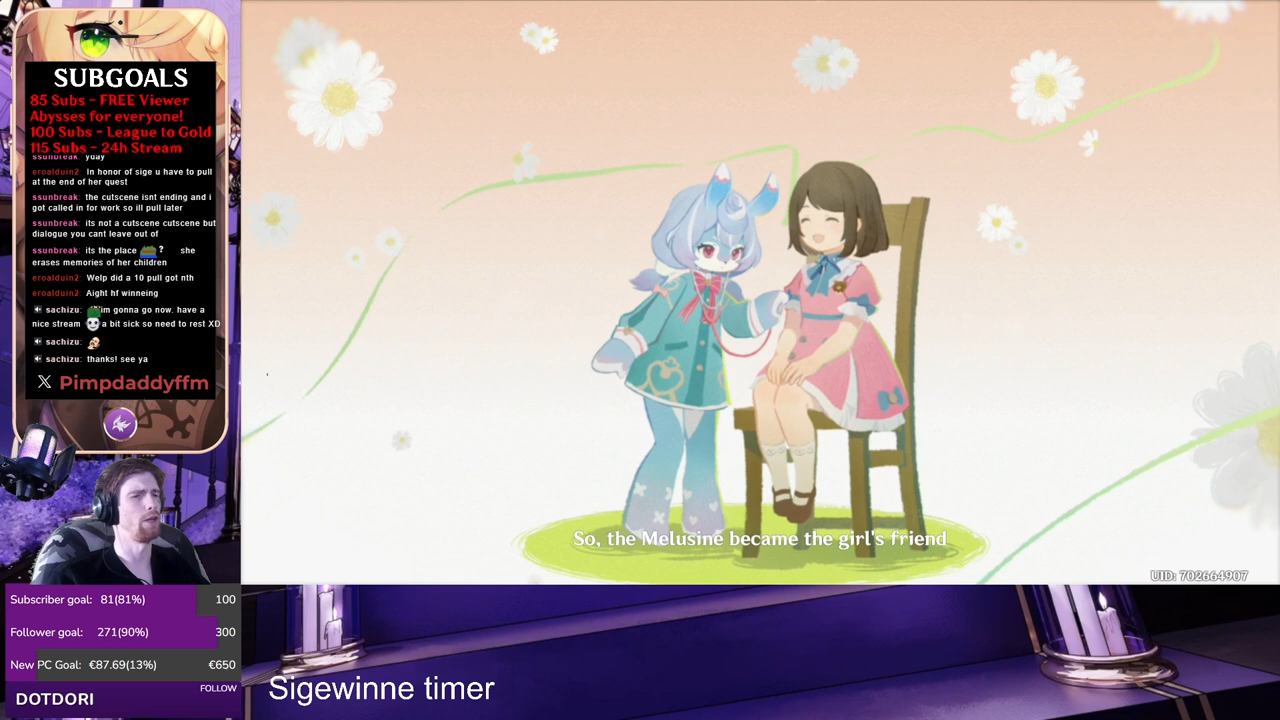 SUBGOALS
85 Subs - FREE Viewer
Abysses for everyone!
100 Subs - League to Gold
115 Subs - 24h Stream
ssunbreak: yday
eroalduin2: In honor of sige u have to pull
at the end of her quest
ssunbreak: the cutscene isnt ending and i
got called in for work so ill pull later
ssunbreak: its not a cutscene cutscene but
dialogue you cant leave out of
ssunbreak: its the place ? she
erases memories of her children
eroalduin2: Welp did a 10 pull got nth
eroalduin2: Aight hf winneing
sachizu: im gonna go now. have a
nice stream a bit sick so need to rest XD
sachizu:
sachizu: thanks! see ya
X Pimpdaddyffm
So, the Melusine became the girl's friend
UID: 702664907
Subscriber goal: 81(81%) 100
Follower goal: 271(90%) 300
New PC Goal: €87.69(13%) €650
FOLLOW
DOTDORI
Sigewinne timer